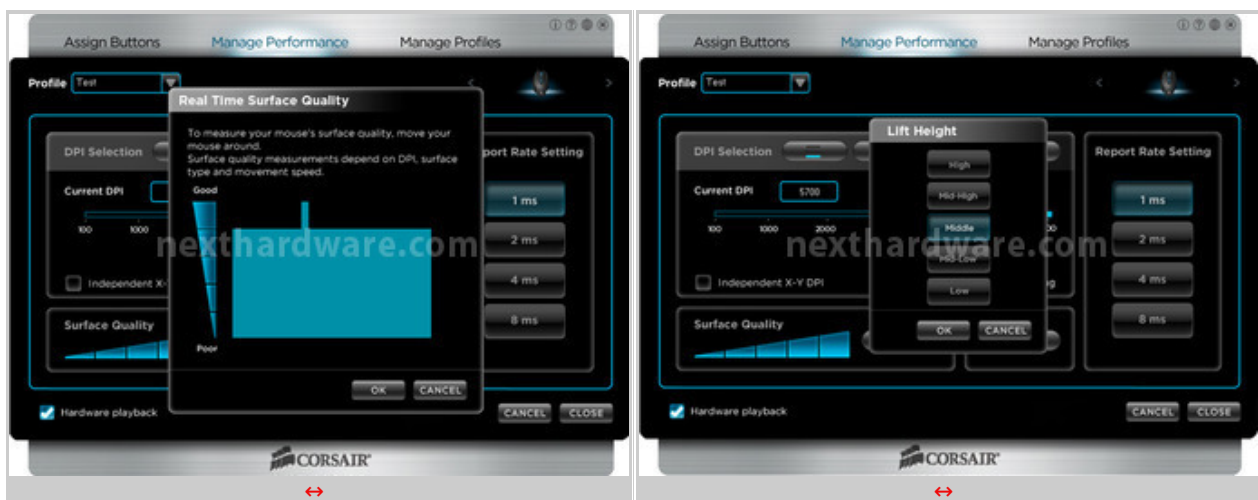 Assign Buttons
Manage Performance
Manage Profiles
Profile
Test
Real Time Surface Quality
To measure your mouse's surface quality, move your
mouse around.
Surface quality measurements depend on DPI, surface
type and movement speed.
Good
Poor
OK
CANCEL
DPI Selection
Current DPI
100
1000
Independent X-
Surface Quality
port Rate Setting
1 ms
2 ms
4 ms
8 ms
Hardware playback
CANCEL
CLOSE
CORSAIR
nexthardware.com
Assign Buttons
Manage Performance
Manage Profiles
Profile
Test
Lift Height
High
Mid-High
Middle
Mid-Low
Low
OK
CANCEL
DPI Selection
Current DPI
5700
100
1000
2000
Independent X-Y DPI
Surface Quality
Report Rate Setting
1 ms
2 ms
4 ms
8 ms
Hardware playback
CANCEL
CLOSE
CORSAIR
nexthardware.com